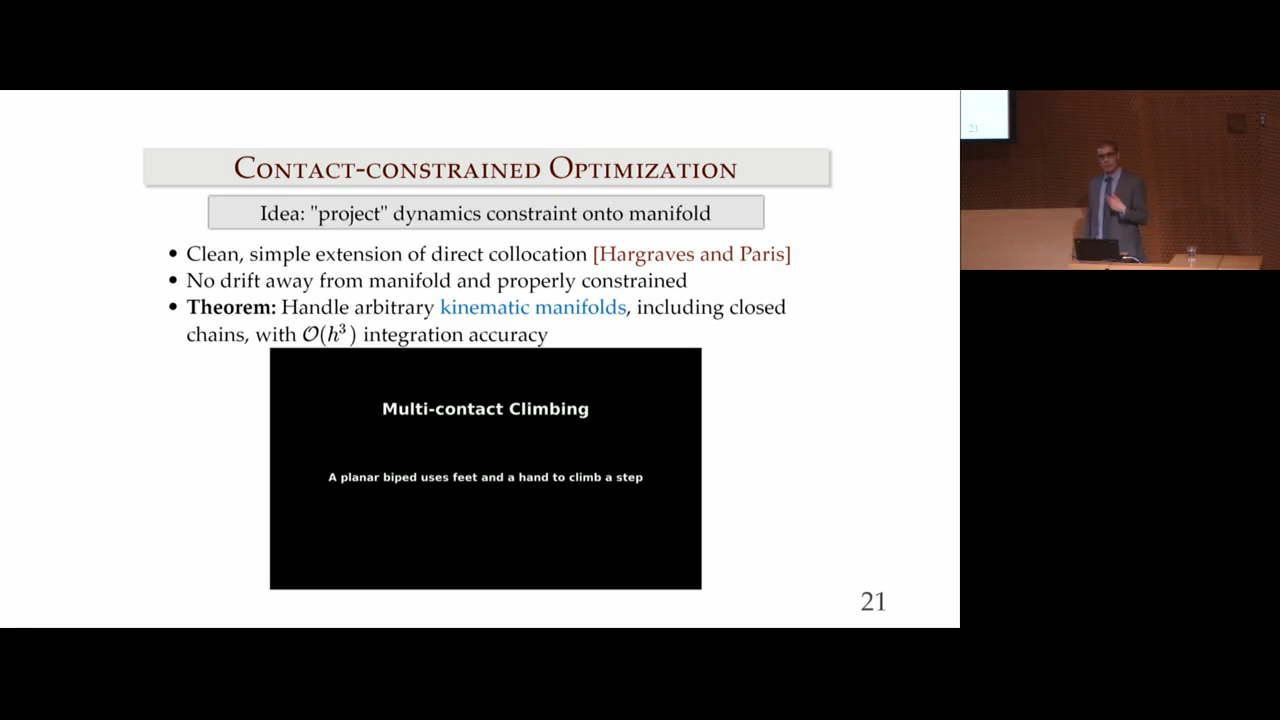 CONTACT-CONSTRAINED OPTIMIZATION
Idea: "project" dynamics constraint onto manifold
• Clean, simple extension of direct collocation [Hargraves and Paris]
• No drift away from manifold and properly constrained
• Theorem: Handle arbitrary kinematic manifolds, including closed
chains, with 𝒪(h³) integration accuracy
Multi-contact Climbing
A planar biped uses feet and a hand to climb a step
21
21